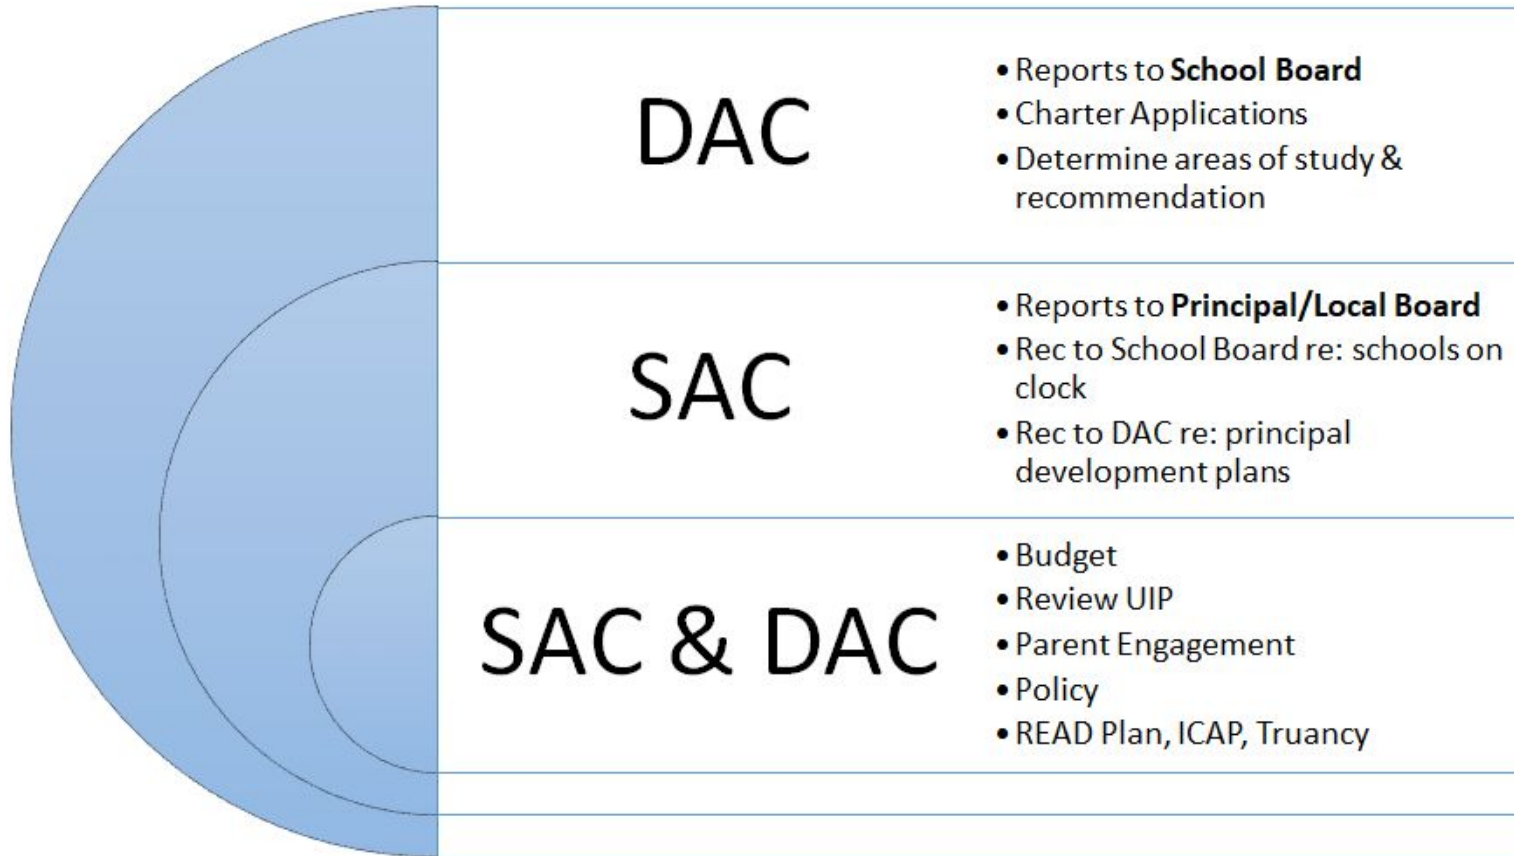 DAC
• Reports to School Board
• Charter Applications
• Determine areas of study &
recommendation
SAC
• Reports to Principal/Local Board
• Rec to School Board re: schools on
clock
• Rec to DAC re: principal
development plans
SAC & DAC
• Budget
• Review UIP
• Parent Engagement
• Policy
• READ Plan, ICAP, Truancy